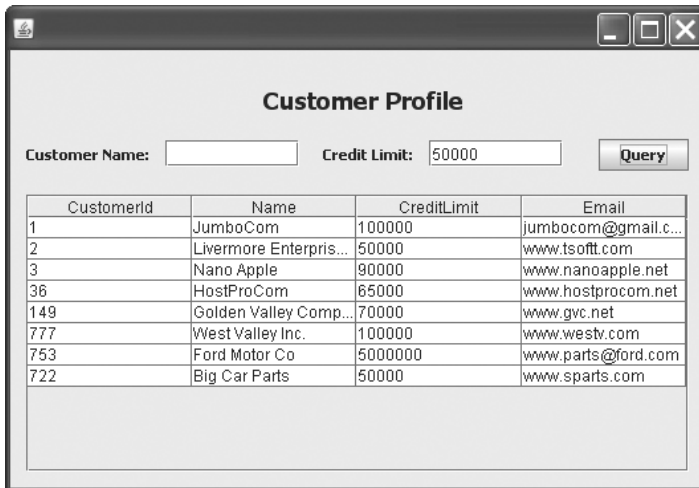 Customer Profile
Customer Name: Credit Limit: 50000 Query
CustomerId Name CreditLimit Email
1 JumboCom 100000 jumbocom@gmail.c...
2 Livermore Enterpris... 50000 www.tsoftt.com
3 Nano Apple 90000 www.nanoapple.net
36 HostProCom 65000 www.hostprocom.net
149 Golden Valley Comp... 70000 www.gvc.net
777 West Valley Inc. 100000 www.westv.com
753 Ford Motor Co 5000000 www.parts@ford.com
722 Big Car Parts 50000 www.sparts.com